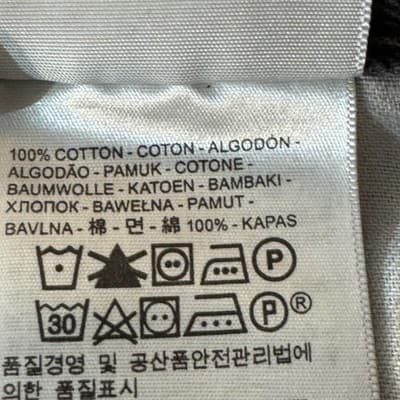 100% COTTON - COTON - ALGODÓN -
ALGODÃO - PAMUK - COTONE -
BAUMWOLLE - KATOEN - BAMBAKI -
ХЛОПОК - BAWEŁNA - PAMUT -
BAVLNA - 棉 - 면 - 綿 100% - KAPAS
P
30 P ®
품질경영 및 공산품안전관리법에
의한 품질표시